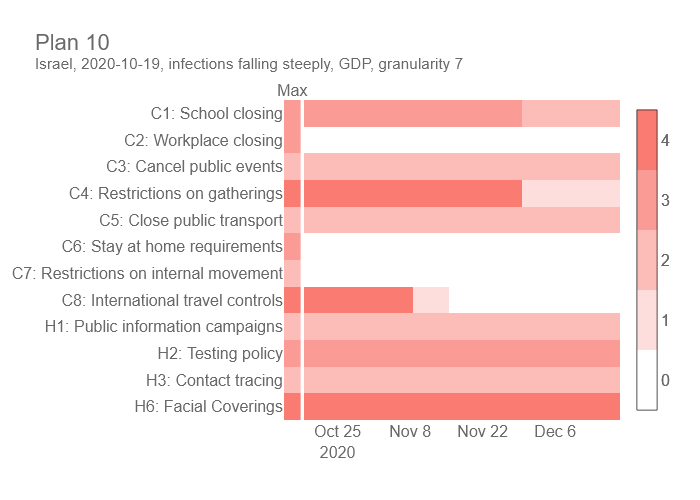 Plan 10
Israel, 2020-10-19, infections falling steeply, GDP, granularity 7
Max
C1: School closing
C2: Workplace closing
C3: Cancel public events
C4: Restrictions on gatherings
C5: Close public transport
C6: Stay at home requirements
C7: Restrictions on internal movement
C8: International travel controls
H1: Public information campaigns
H2: Testing policy
H3: Contact tracing
H6: Facial Coverings
Oct 25 Nov 8 Nov 22 Dec 6
2020
4
3
2
1
0